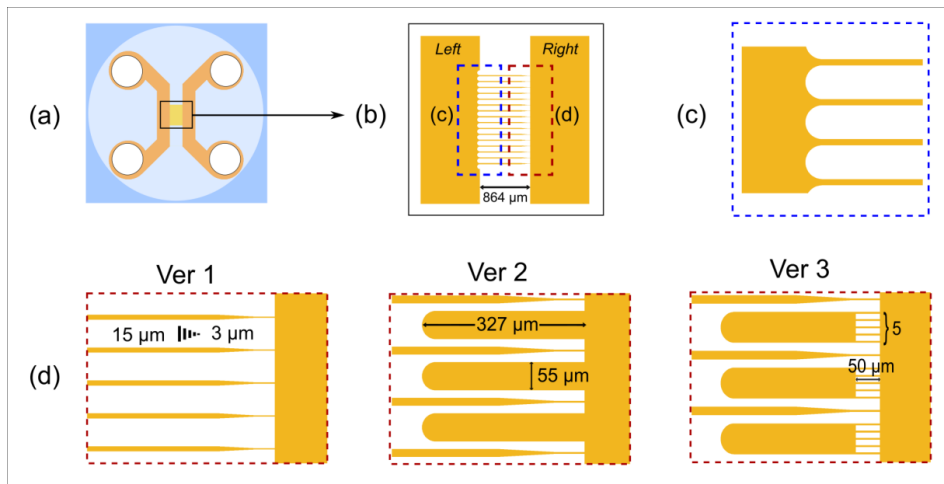 (a)
(b)
Left
Right
(c)
(d)
864 μm
(c)
Ver 1
Ver 2
Ver 3
(d)
15 μm
3 μm
327 μm
55 μm
5
50 μm